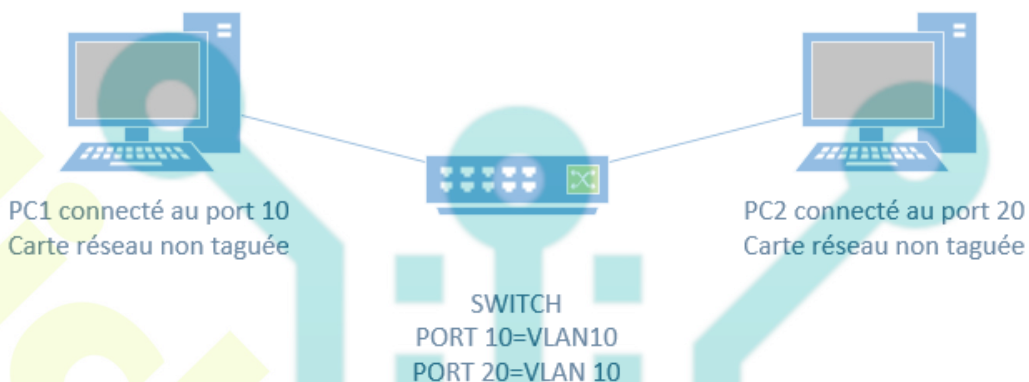 PC1 connecté au port 10
Carte réseau non taguée
PC2 connecté au port 20
Carte réseau non taguée
SWITCH
PORT 10=VLAN10
PORT 20=VLAN 10